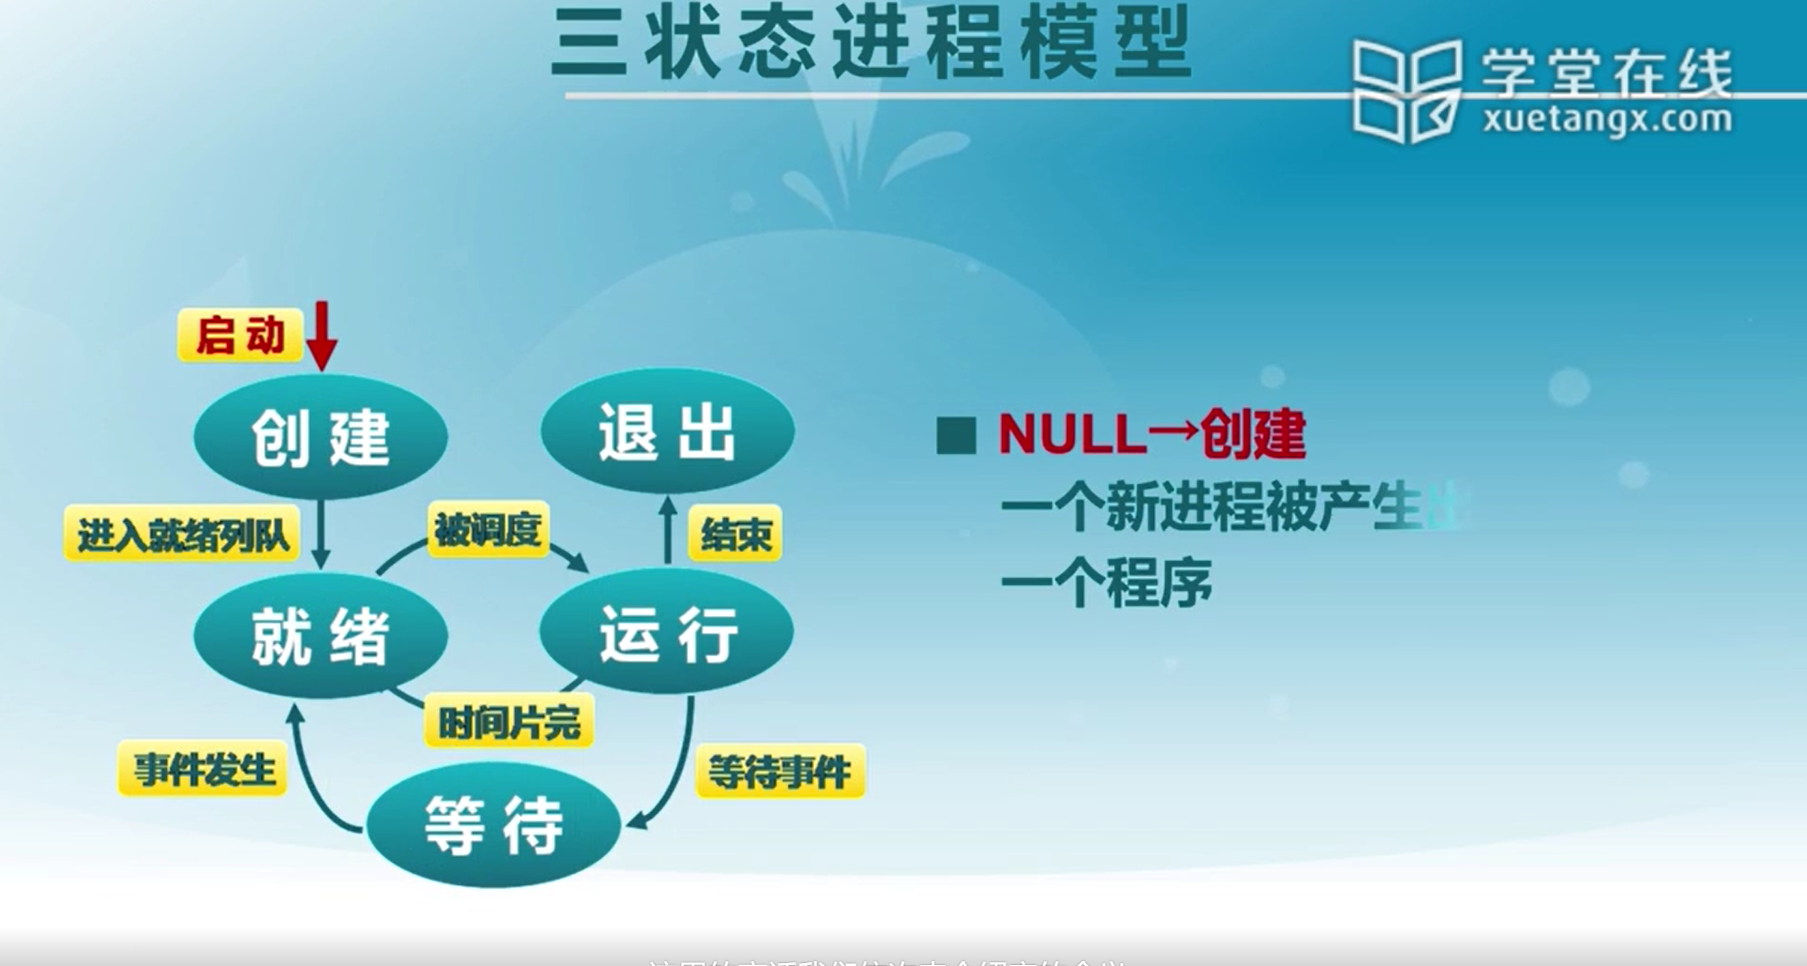 三状态进程模型
学堂在线
xuetangx.com
启动
创建
退出
NULL→创建
一个新进程被产生出
一个程序
进入就绪列队
被调度
结束
就绪
运行
时间片完
事件发生
等待事件
等待